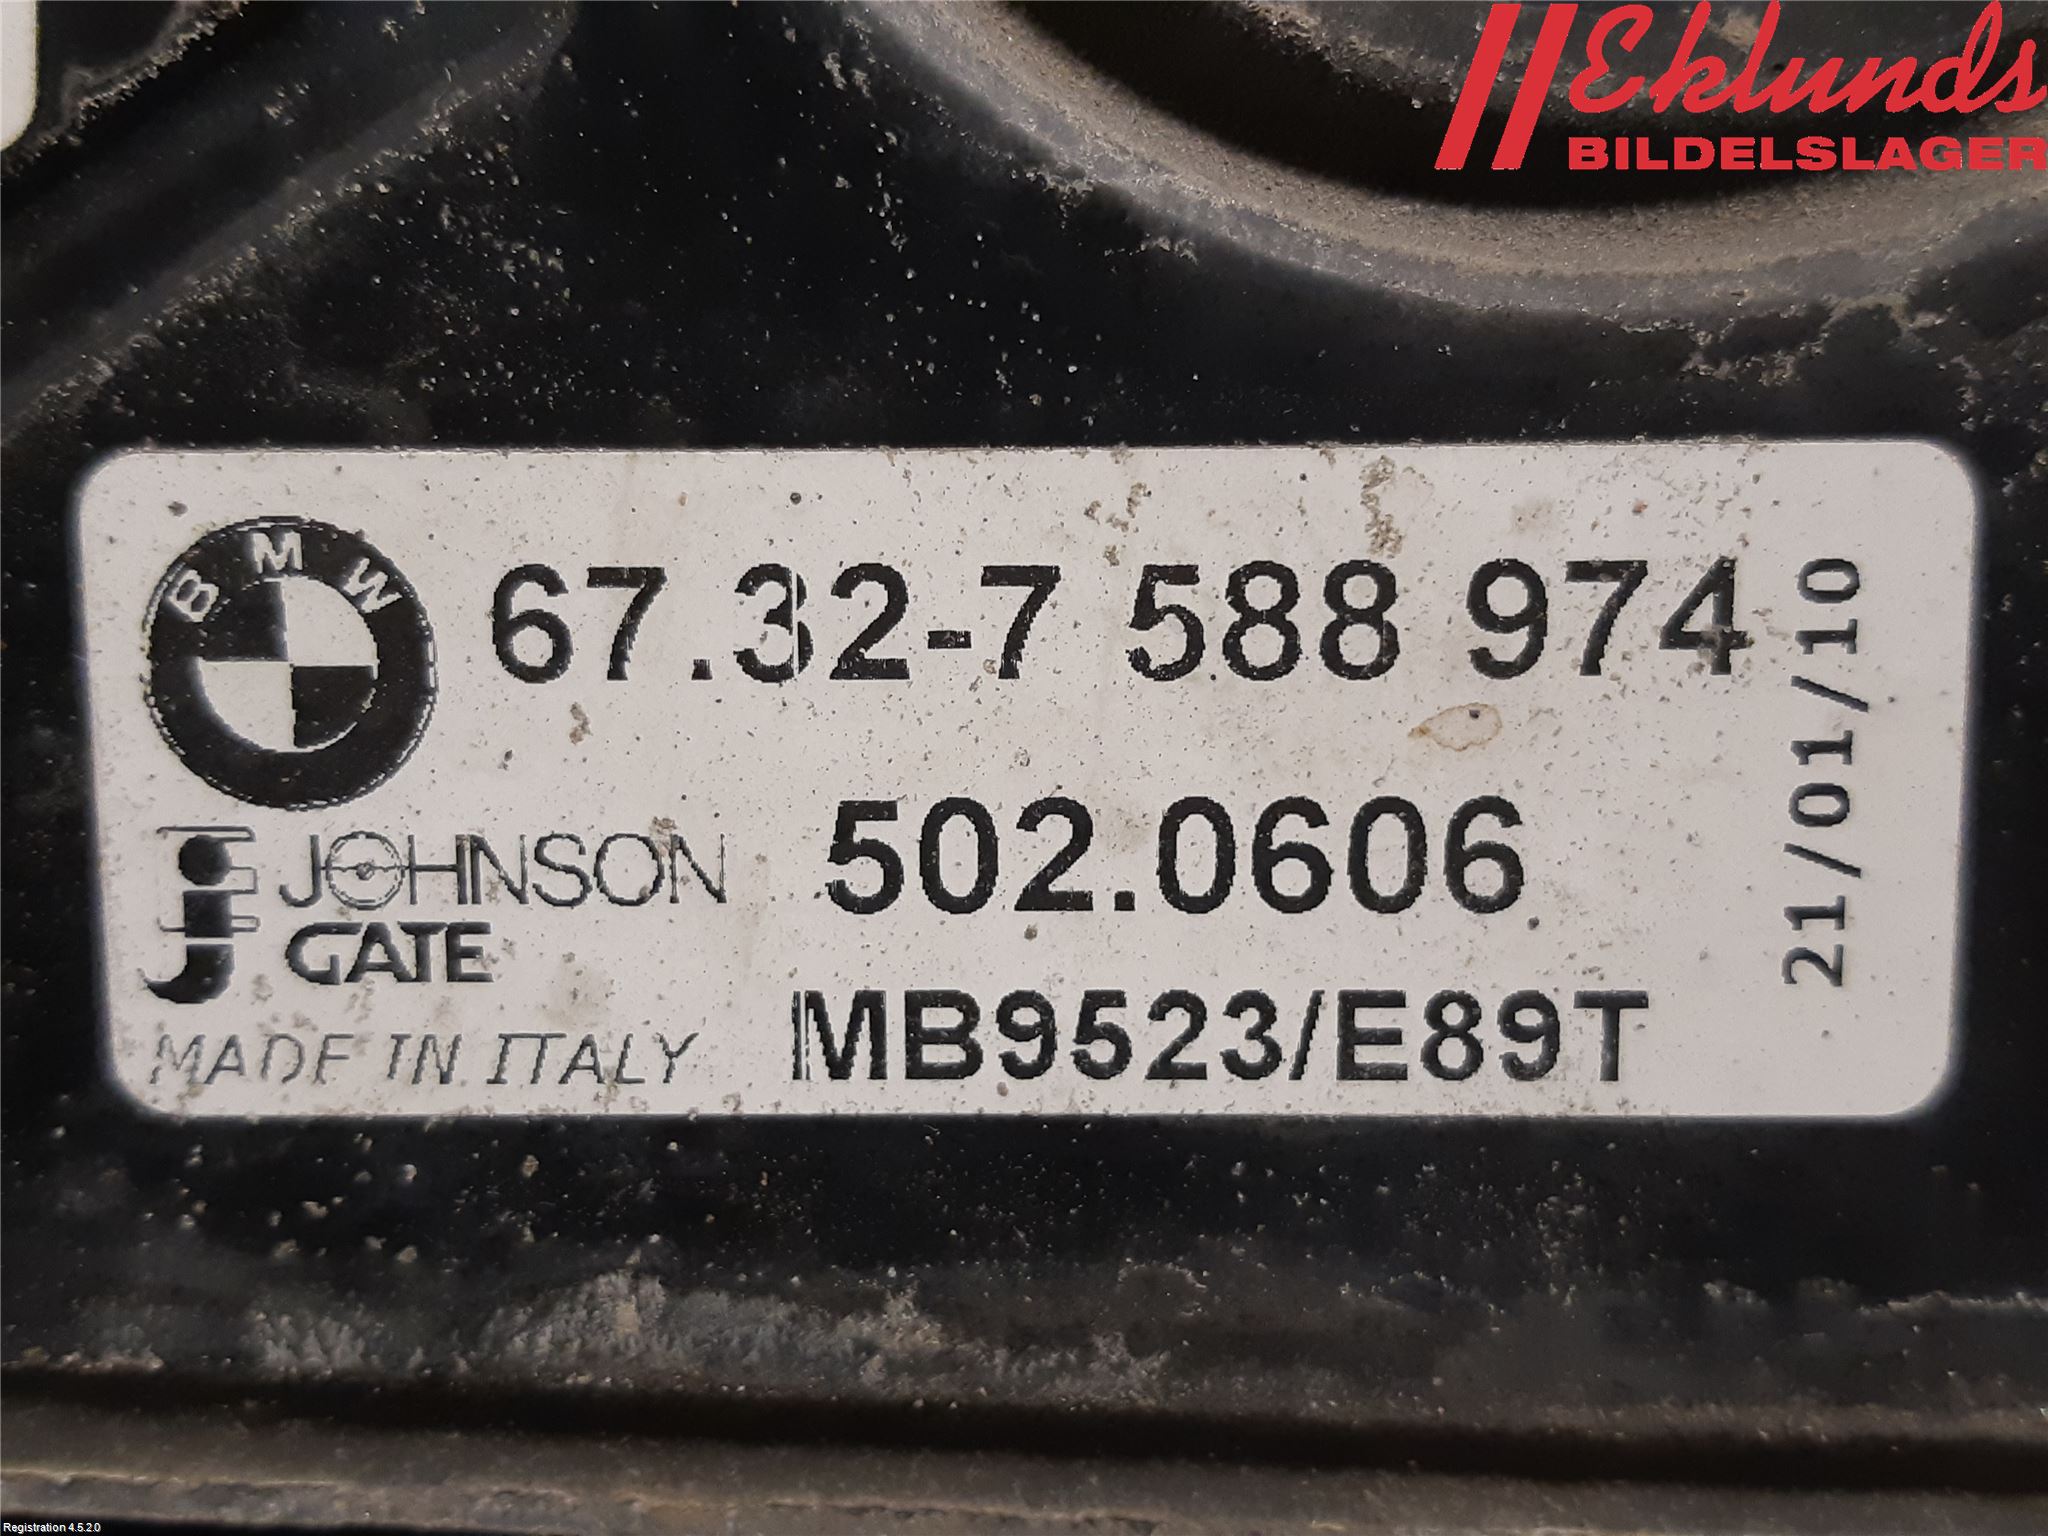 Eklunds
BILDELSLAGER
BMW
67.32-7 588 974
21/01/10
JOHNSON
GATE
502.0606
MADE IN ITALY
MB9523/E89T
Registration 4.5.2.0